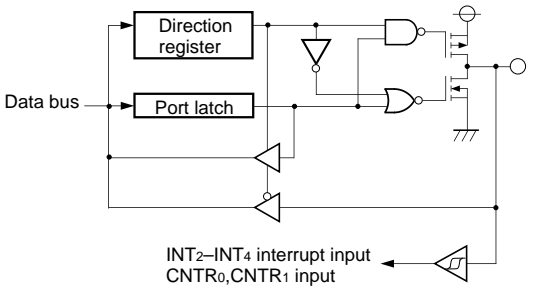 Direction
register
Data bus
Port latch
INT2–INT4 interrupt input
CNTR0,CNTR1 input